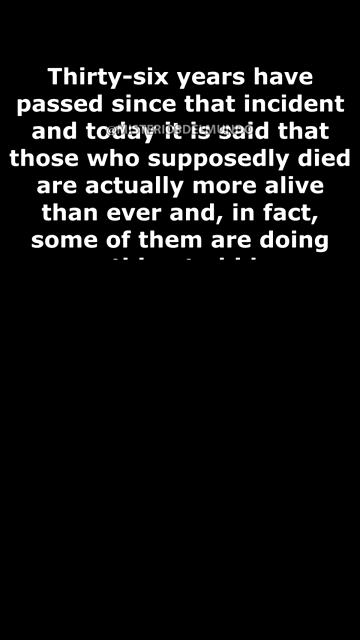 Thirty-six years have
passed since that incident
and today it is said that
@MISTERIOSDELMUNDO
those who supposedly died
are actually more alive
than ever and, in fact,
some of them are doing